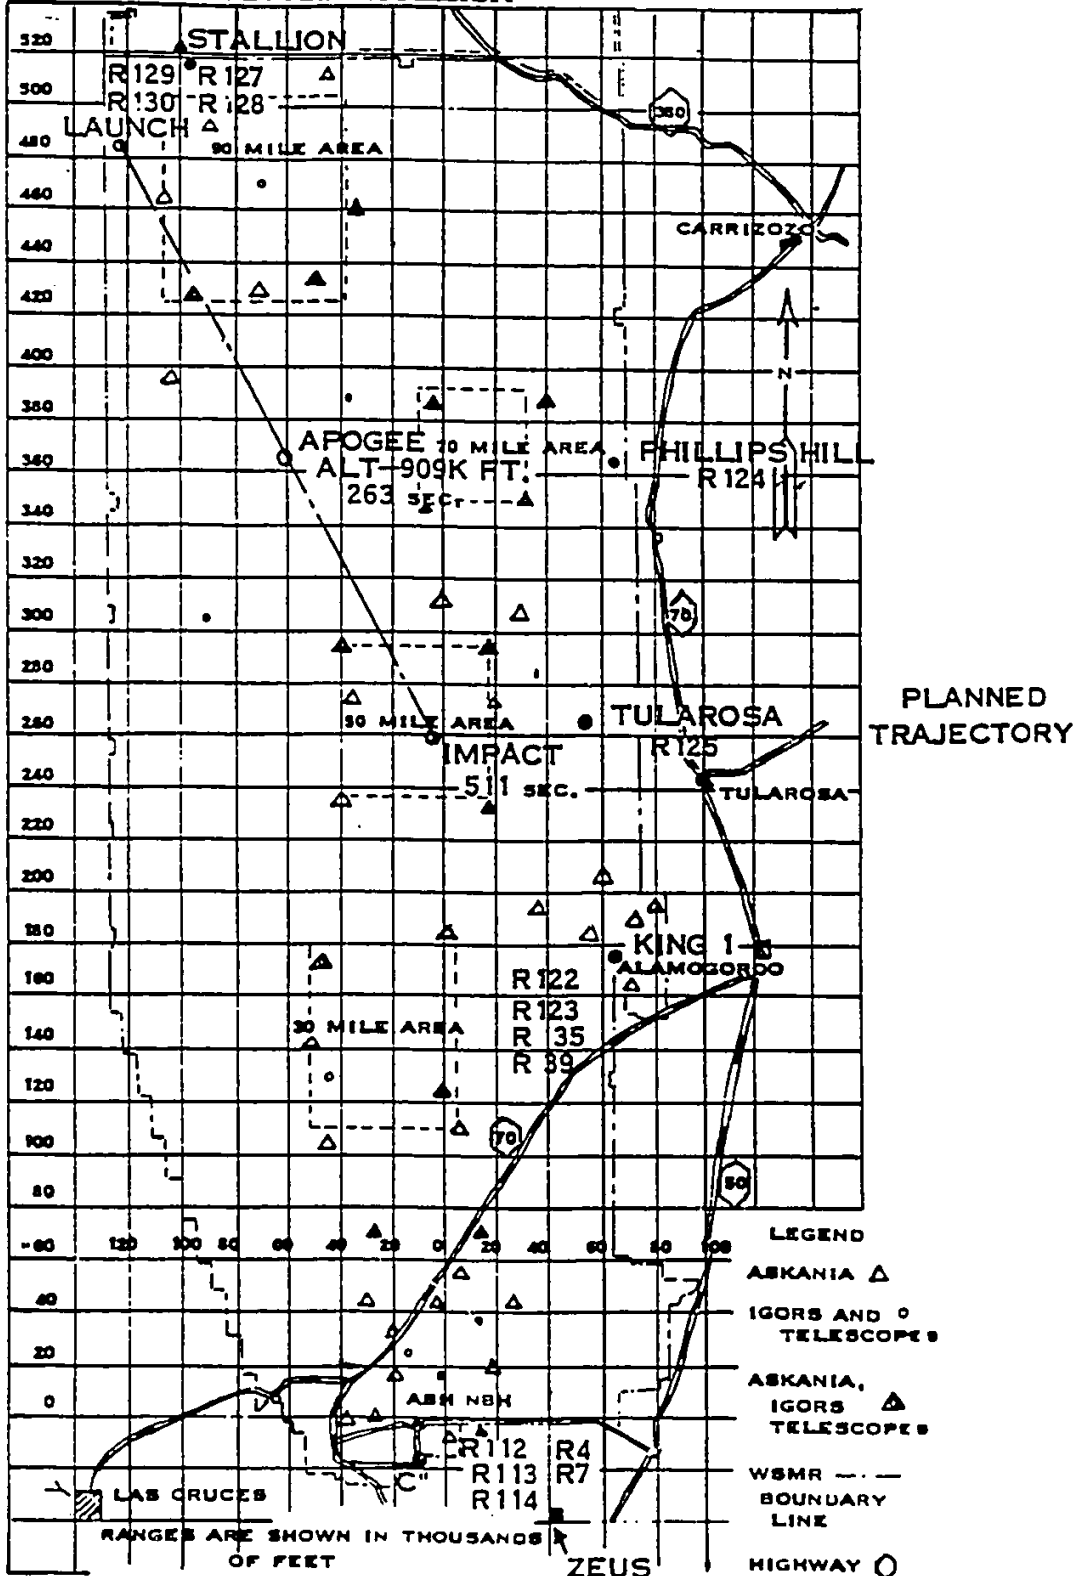 STALLION
R129 R127
R130 R128
LAUNCH
90 MILE AREA
380
CARRIZOZO
N
APOGEE
70 MILE AREA
ALT 909K FT.
263 SEC.
PHILLIPS HILL
R124
70
50 MILE AREA
IMPACT
511 SEC.
TULAROSA
R125
TULAROSA
PLANNED
TRAJECTORY
KING 1
ALAMOGORDO
R122
R123
R 35
R 39
30 MILE AREA
70
50
520
500
480
460
440
420
400
380
360
340
320
300
280
260
240
220
200
180
160
140
120
100
80
60
40
20
0
120 100 80 60 40 20 0 20 40 60 80 100
LEGEND
ASKANIA
IGORS AND
TELESCOPES
ASKANIA,
IGORS
TELESCOPES
WSMR
BOUNDARY
LINE
HIGHWAY
R112 R4
R113 R7
R114
"C"
LAS CRUCES
RANGES ARE SHOWN IN THOUSANDS
OF FEET
ZEUS